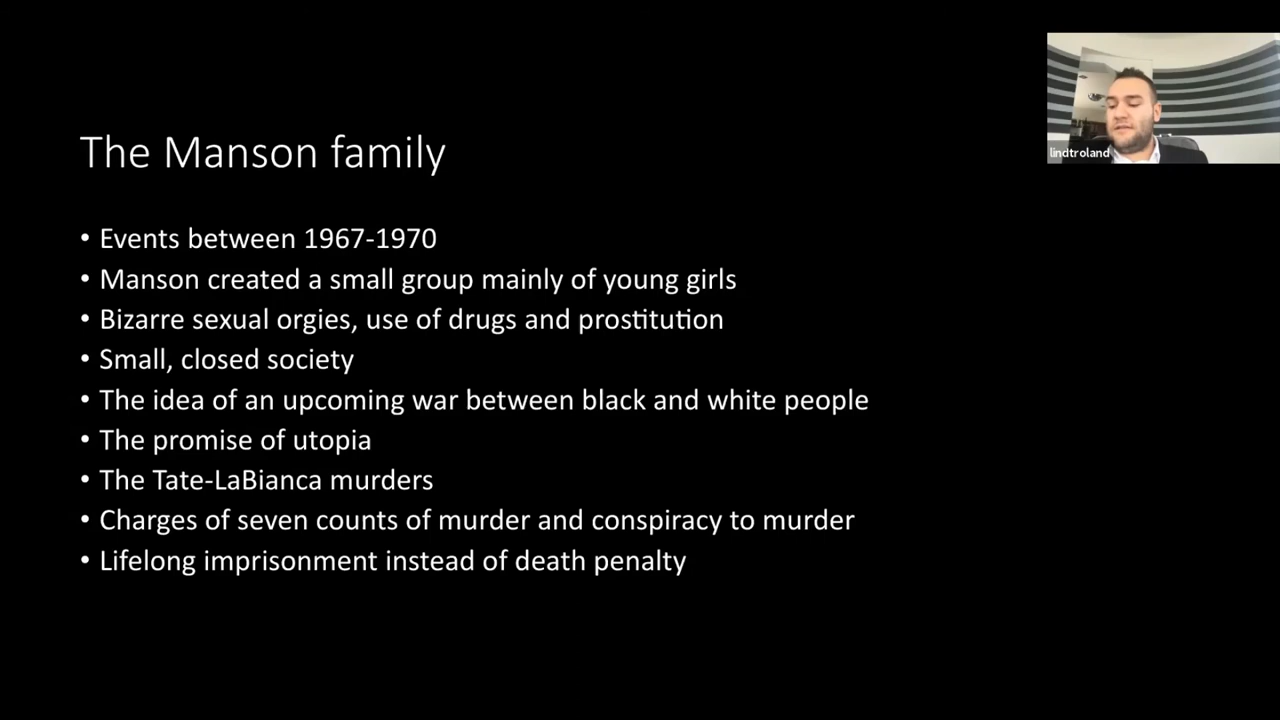 The Manson family
• Events between 1967-1970
• Manson created a small group mainly of young girls
• Bizarre sexual orgies, use of drugs and prostitution
• Small, closed society
• The idea of an upcoming war between black and white people
• The promise of utopia
• The Tate-LaBianca murders
• Charges of seven counts of murder and conspiracy to murder
• Lifelong imprisonment instead of death penalty
lindtroland